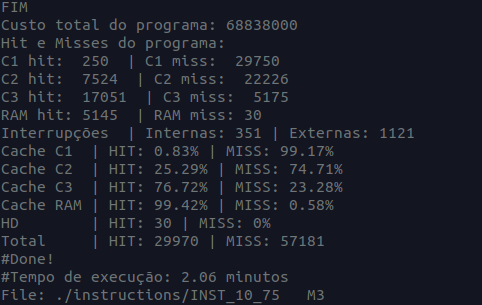 FIM
Custo total do programa: 68838000
Hit e Misses do programa:
C1 hit:  250  | C1 miss:  29750
C2 hit:  7524  | C2 miss:  22226
C3 hit:  17051  | C3 miss:  5175
RAM hit: 5145  | RAM miss: 30
Interrupções  | Internas: 351 | Externas: 1121
Cache C1  | HIT: 0.83% | MISS: 99.17%
Cache C2  | HIT: 25.29% | MISS: 74.71%
Cache C3  | HIT: 76.72% | MISS: 23.28%
Cache RAM | HIT: 99.42% | MISS: 0.58%
HD        | HIT: 30 | MISS: 0%
Total     | HIT: 29970 | MISS: 57181
#Done!
#Tempo de execução: 2.06 minutos
File: ./instructions/INST_10_75   M3